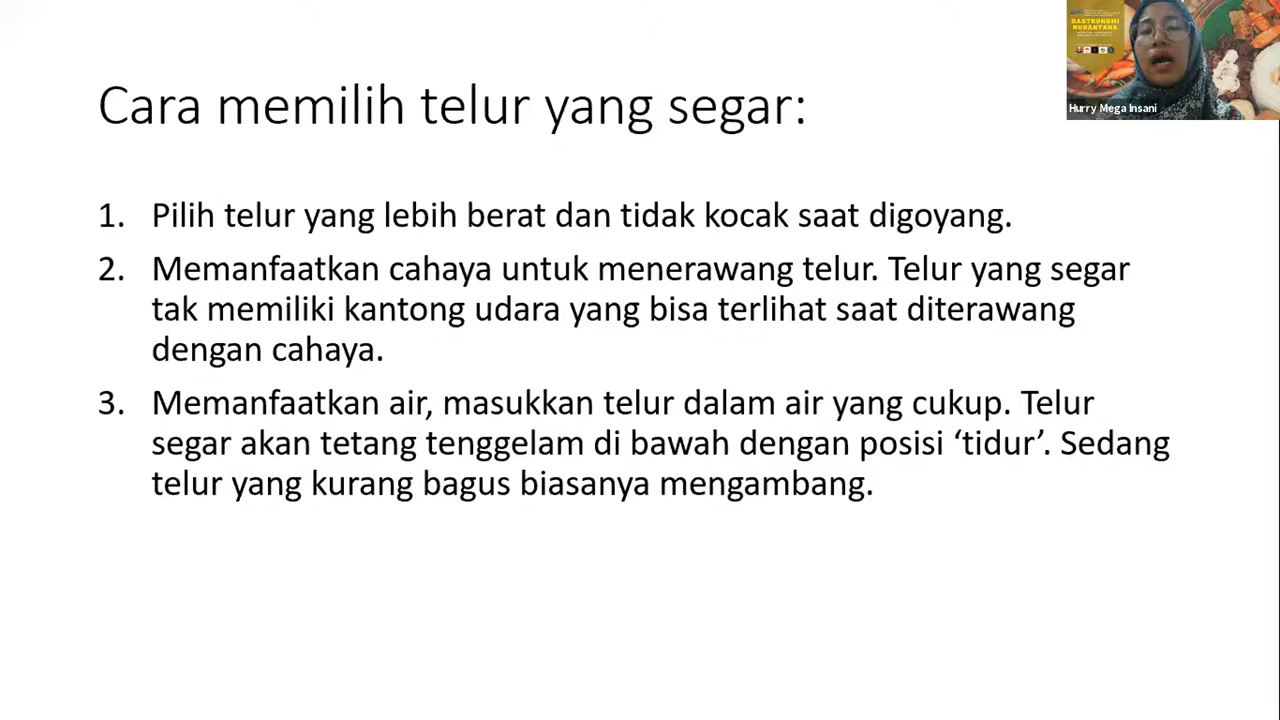 GASTRONOMI
NUSANTARA
Hurry Mega Insani
Cara memilih telur yang segar:
1. Pilih telur yang lebih berat dan tidak kocak saat digoyang.
2. Memanfaatkan cahaya untuk menerawang telur. Telur yang segar
tak memiliki kantong udara yang bisa terlihat saat diterawang
dengan cahaya.
3. Memanfaatkan air, masukkan telur dalam air yang cukup. Telur
segar akan tetang tenggelam di bawah dengan posisi ‘tidur’. Sedang
telur yang kurang bagus biasanya mengambang.